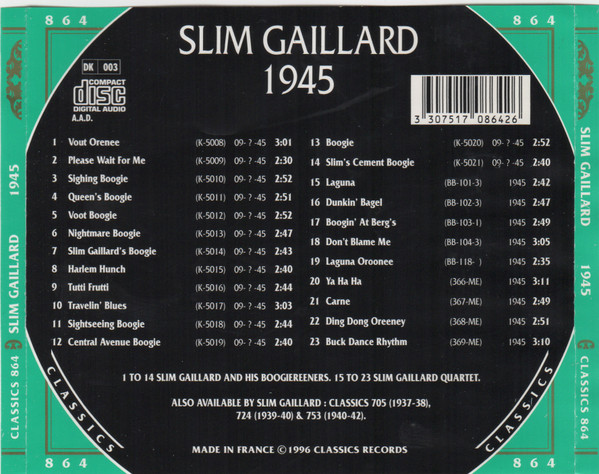 864
864
SLIM GAILLARD
1945
DK 003
COMPACT
disc
DIGITAL AUDIO
A.A.D.
3 307517 086426
1 Vout Orenee (K-5008) 09- ? -45 3:01
2 Please Wait For Me (K-5009) 09- ? -45 2:30
3 Sighing Boogie (K-5010) 09- ? -45 2:52
4 Queen's Boogie (K-5011) 09- ? -45 2:51
5 Voot Boogie (K-5012) 09- ? -45 2:52
6 Nightmare Boogie (K-5013) 09- ? -45 2:47
7 Slim Gaillard's Boogie (K-5014) 09- ? -45 2:43
8 Harlem Hunch (K-5015) 09- ? -45 2:40
9 Tutti Frutti (K-5016) 09- ? -45 2:44
10 Travelin' Blues (K-5017) 09- ? -45 3:03
11 Sightseeing Boogie (K-5018) 09- ? -45 2:44
12 Central Avenue Boogie (K-5019) 09- ? -45 2:40
13 Boogie (K-5020) 09- ? -45 2:52
14 Slim's Cement Boogie (K-5021) 09- ? -45 2:40
15 Laguna (BB-101-3) 1945 2:42
16 Dunkin' Bagel (BB-102-3) 1945 2:47
17 Boogin' At Berg's (BB-103-1) 1945 2:49
18 Don't Blame Me (BB-104-3) 1945 3:05
19 Laguna Oroonee (BB-118- ) 1945 2:35
20 Ya Ha Ha (366-ME) 1945 3:11
21 Carne (367-ME) 1945 2:49
22 Ding Dong Oreeney (368-ME) 1945 2:51
23 Buck Dance Rhythm (369-ME) 1945 3:10
1 TO 14 SLIM GAILLARD AND HIS BOOGIEREENERS. 15 TO 23 SLIM GAILLARD QUARTET.
ALSO AVAILABLE BY SLIM GAILLARD : CLASSICS 705 (1937-38),
724 (1939-40) & 753 (1940-42).
MADE IN FRANCE ©1996 CLASSICS RECORDS
CLASSICS
CLASSICS
864
864
CLASSICS 864 SLIM GAILLARD 1945
SLIM GAILLARD 1945 CLASSICS 864